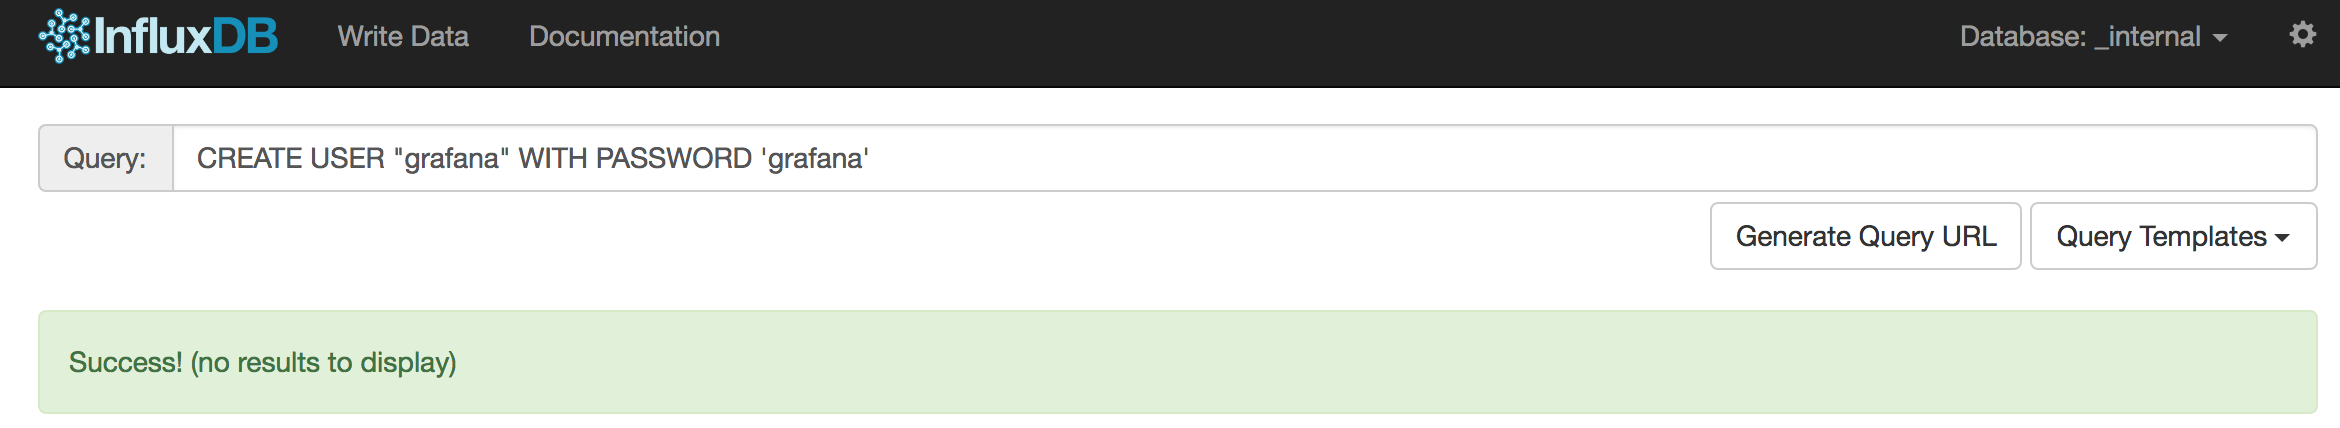 InfluxDB Write Data Documentation Database: _internal
Query: CREATE USER "grafana" WITH PASSWORD 'grafana'
Generate Query URL Query Templates
Success! (no results to display)